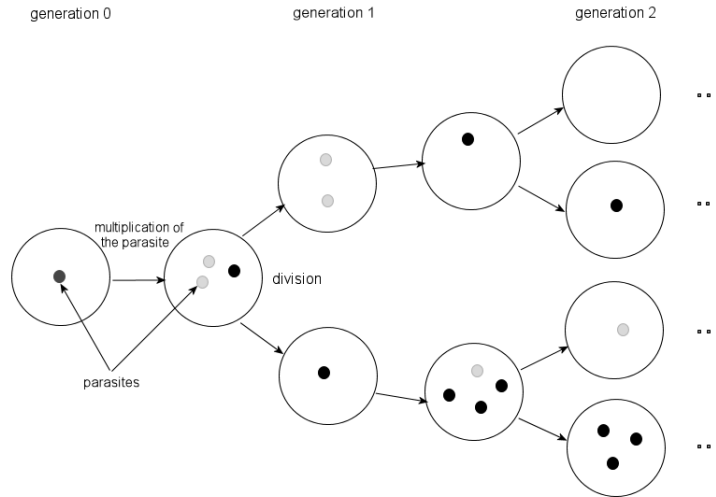 generation 0
generation 1
generation 2
multiplication of
the parasite
division
parasites